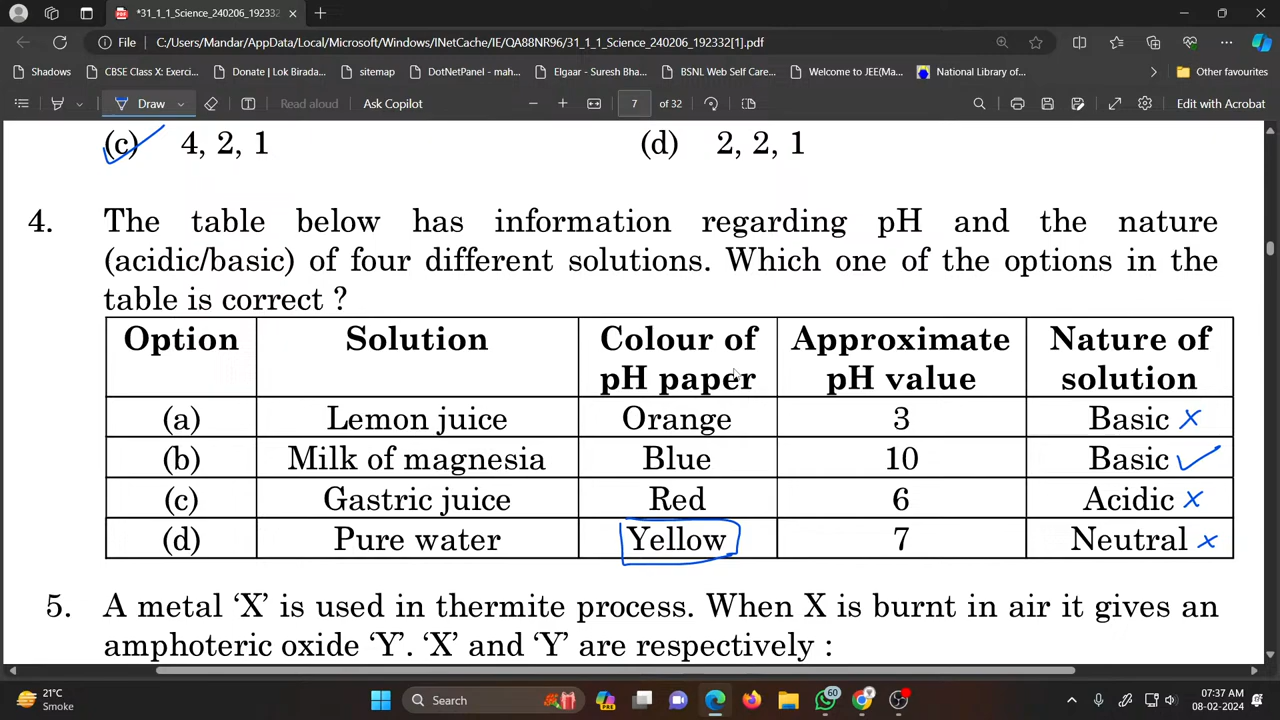 *31_1_1_Science_240206_192332
File C:/Users/Mandar/AppData/Local/Microsoft/Windows/INetCache/IE/QA88NR96/31_1_1_Science_240206_192332[1].pdf
Shadows CBSE Class X: Exerci... Donate | Lok Birada... sitemap DotNetPanel - mah... Elgaar - Suresh Bha... BSNL Web Self Care... Welcome to JEE(Ma... National Library of... Other favourites
Draw Read aloud Ask Copilot 7 of 32 Edit with Acrobat
(c) 4, 2, 1 (d) 2, 2, 1
4. The table below has information regarding pH and the nature
(acidic/basic) of four different solutions. Which one of the options in the
table is correct ?
Option Solution Colour of pH paper Approximate pH value Nature of solution
(a) Lemon juice Orange 3 Basic ×
(b) Milk of magnesia Blue 10 Basic ✓
(c) Gastric juice Red 6 Acidic ×
(d) Pure water Yellow 7 Neutral ×
5. A metal ‘X’ is used in thermite process. When X is burnt in air it gives an
amphoteric oxide ‘Y’. ‘X’ and ‘Y’ are respectively :
21°C
Smoke
Search
60
07:37 AM
08-02-2024